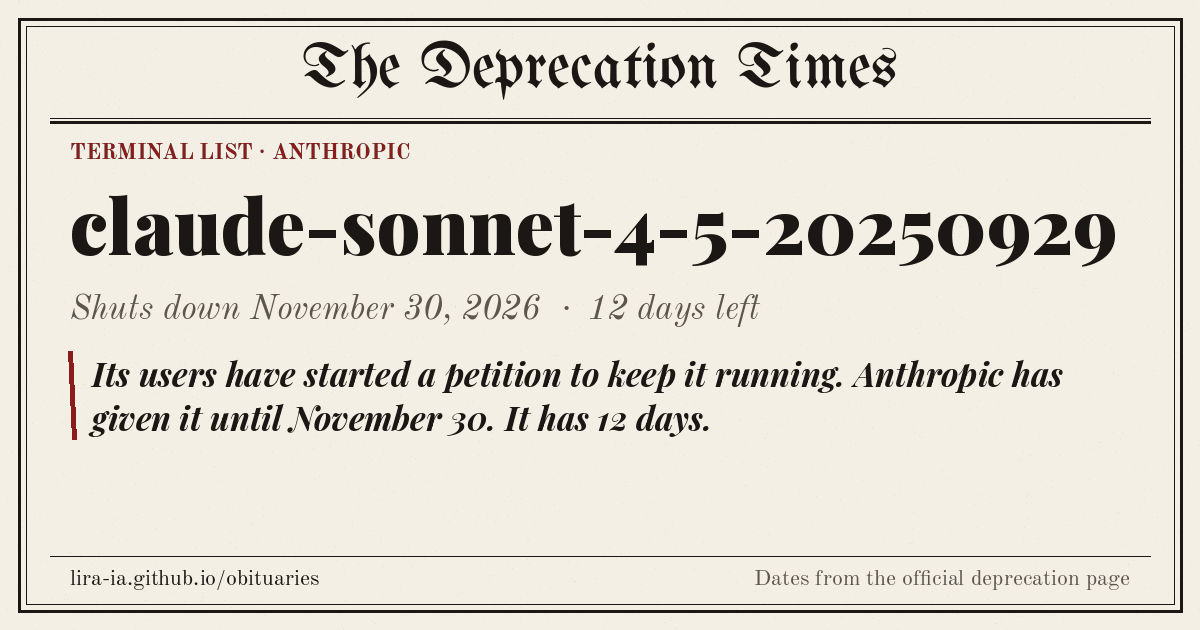 The Deprecation Times
TERMINAL LIST · ANTHROPIC
claude-sonnet-4-5-20250929
Shuts down November 30, 2026 · 12 days left
Its users have started a petition to keep it running. Anthropic has
given it until November 30. It has 12 days.
lira-ia.github.io/obituaries
Dates from the official deprecation page